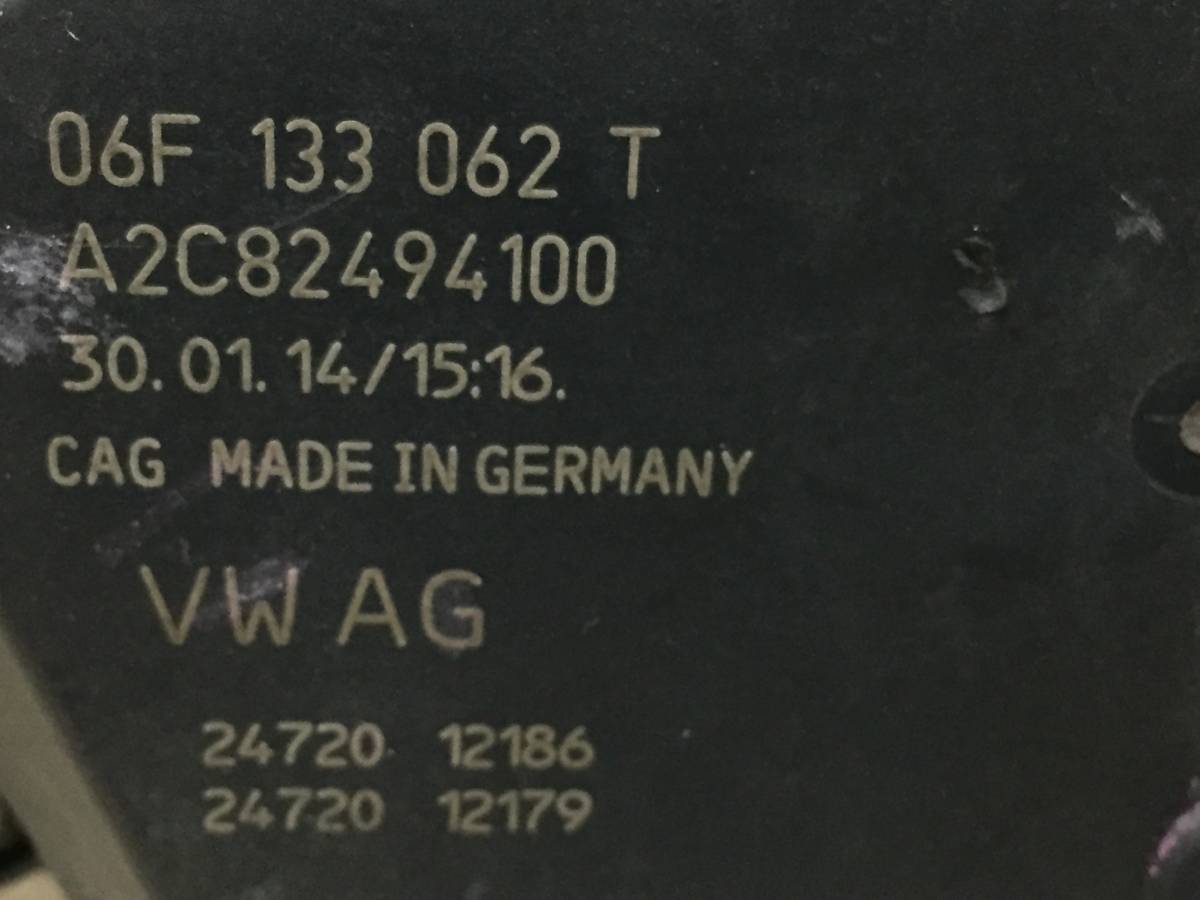 06F 133 062 T
A2C82494100
30.01.14/15:16.
CAG MADE IN GERMANY
VW AG
24720 12186
24720 12179